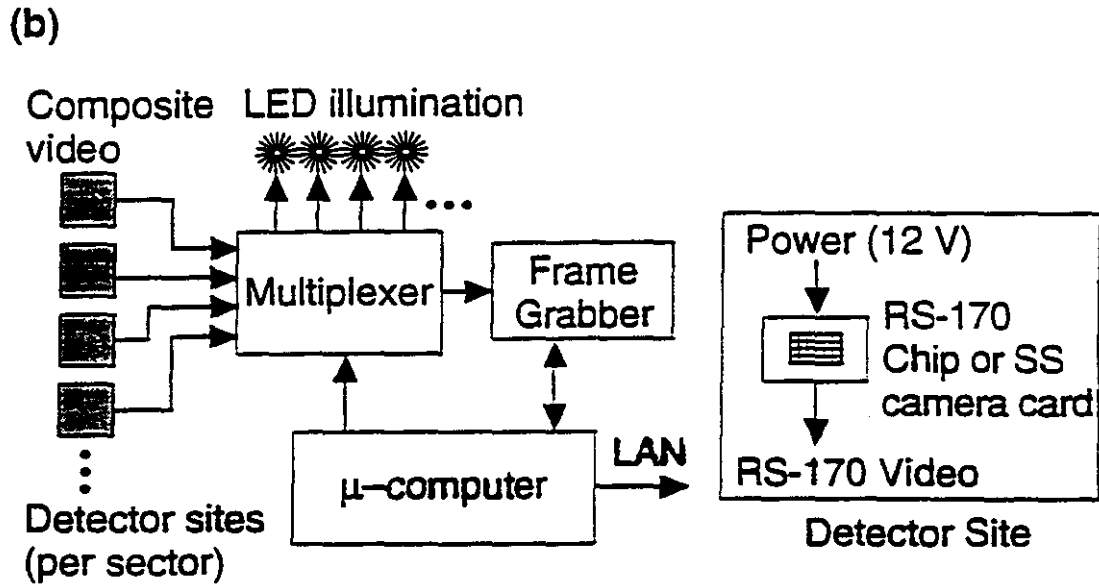 (b)
Composite
video
LED illumination
Multiplexer
Frame
Grabber
μ–computer
LAN
Detector sites
(per sector)
Power (12 V)
RS-170
Chip or SS
camera card
RS-170 Video
Detector Site